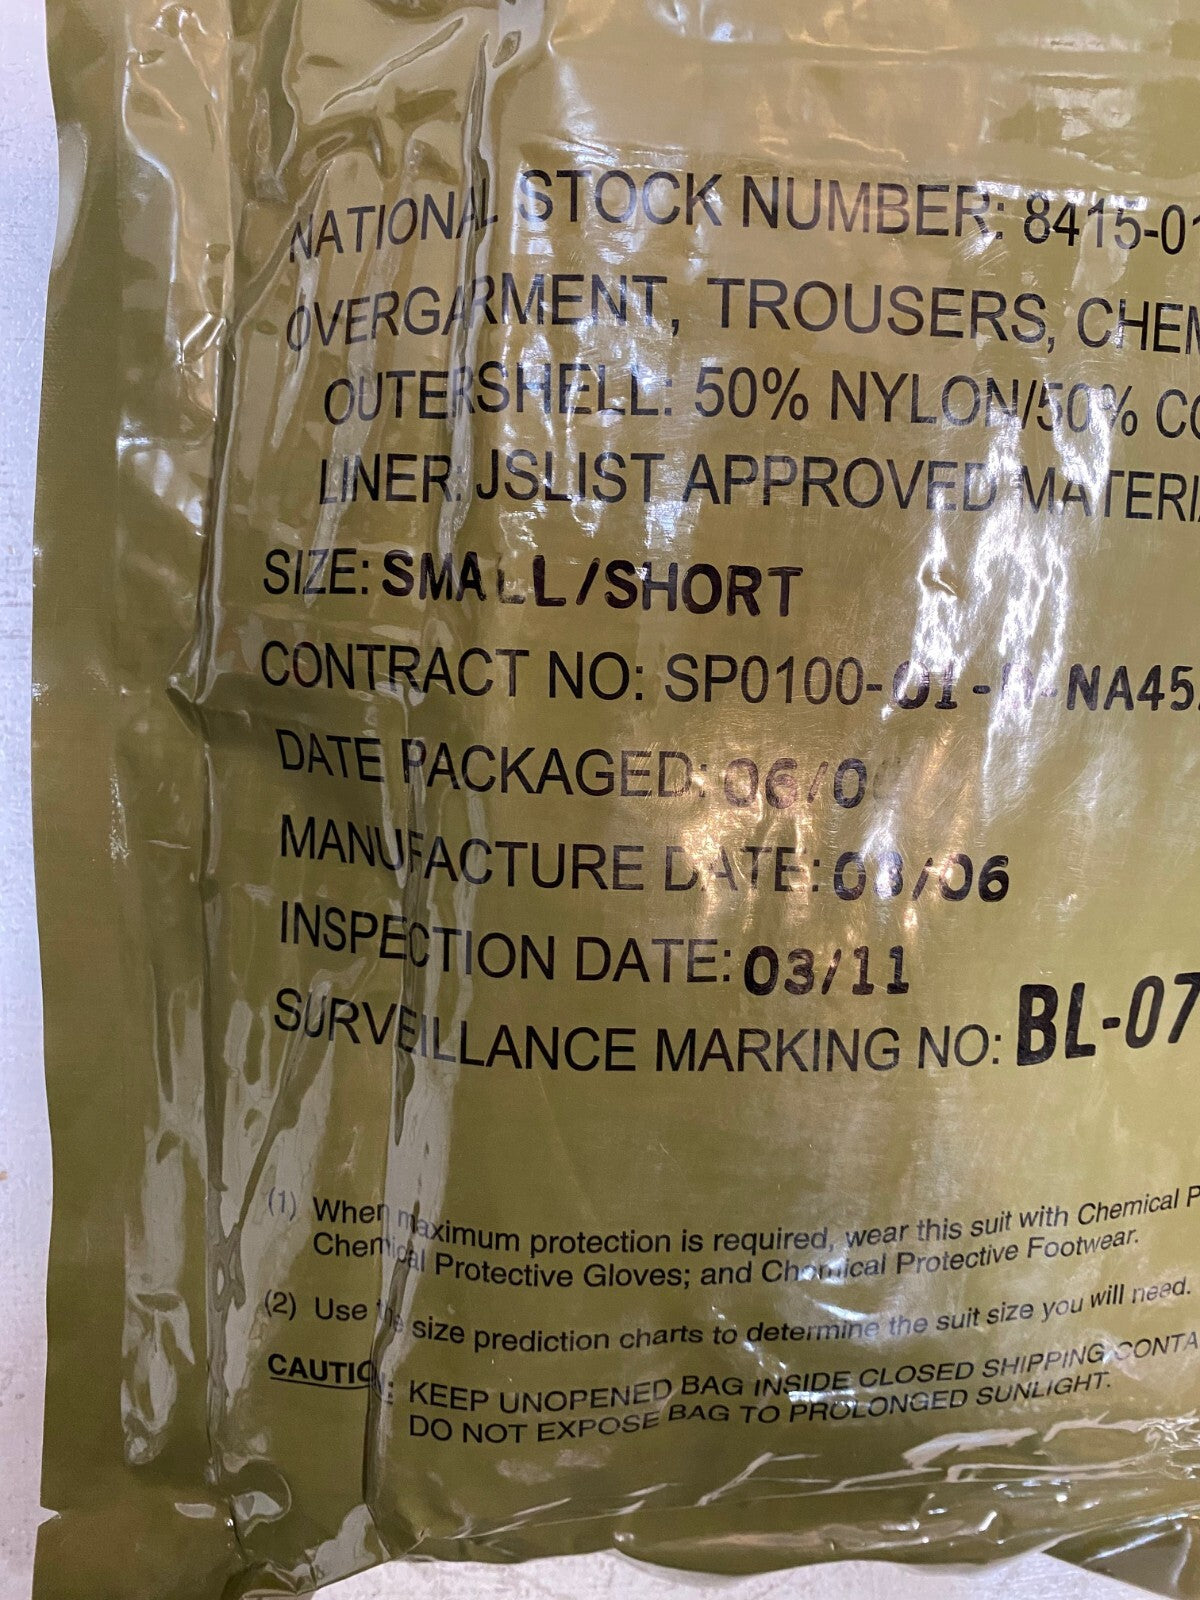 NATIONAL STOCK NUMBER: 8415-01
OVERGARMENT, TROUSERS, CHEM
OUTERSHELL: 50% NYLON/50% CO
LINER: JSLIST APPROVED MATERI
SIZE: SMALL/SHORT
CONTRACT NO: SP0100-01-D-NA45
DATE PACKAGED:
MANUFACTURE DATE: 03/06
INSPECTION DATE: 03/11
SURVEILLANCE MARKING NO: BL-07
(1) When maximum protection is required, wear this suit with Chemical P
Chemical Protective Gloves; and Chemical Protective Footwear.
(2) Use the size prediction charts to determine the suit size you will need.
CAUTION: KEEP UNOPENED BAG INSIDE CLOSED SHIPPING CONTA
DO NOT EXPOSE BAG TO PROLONGED SUNLIGHT.